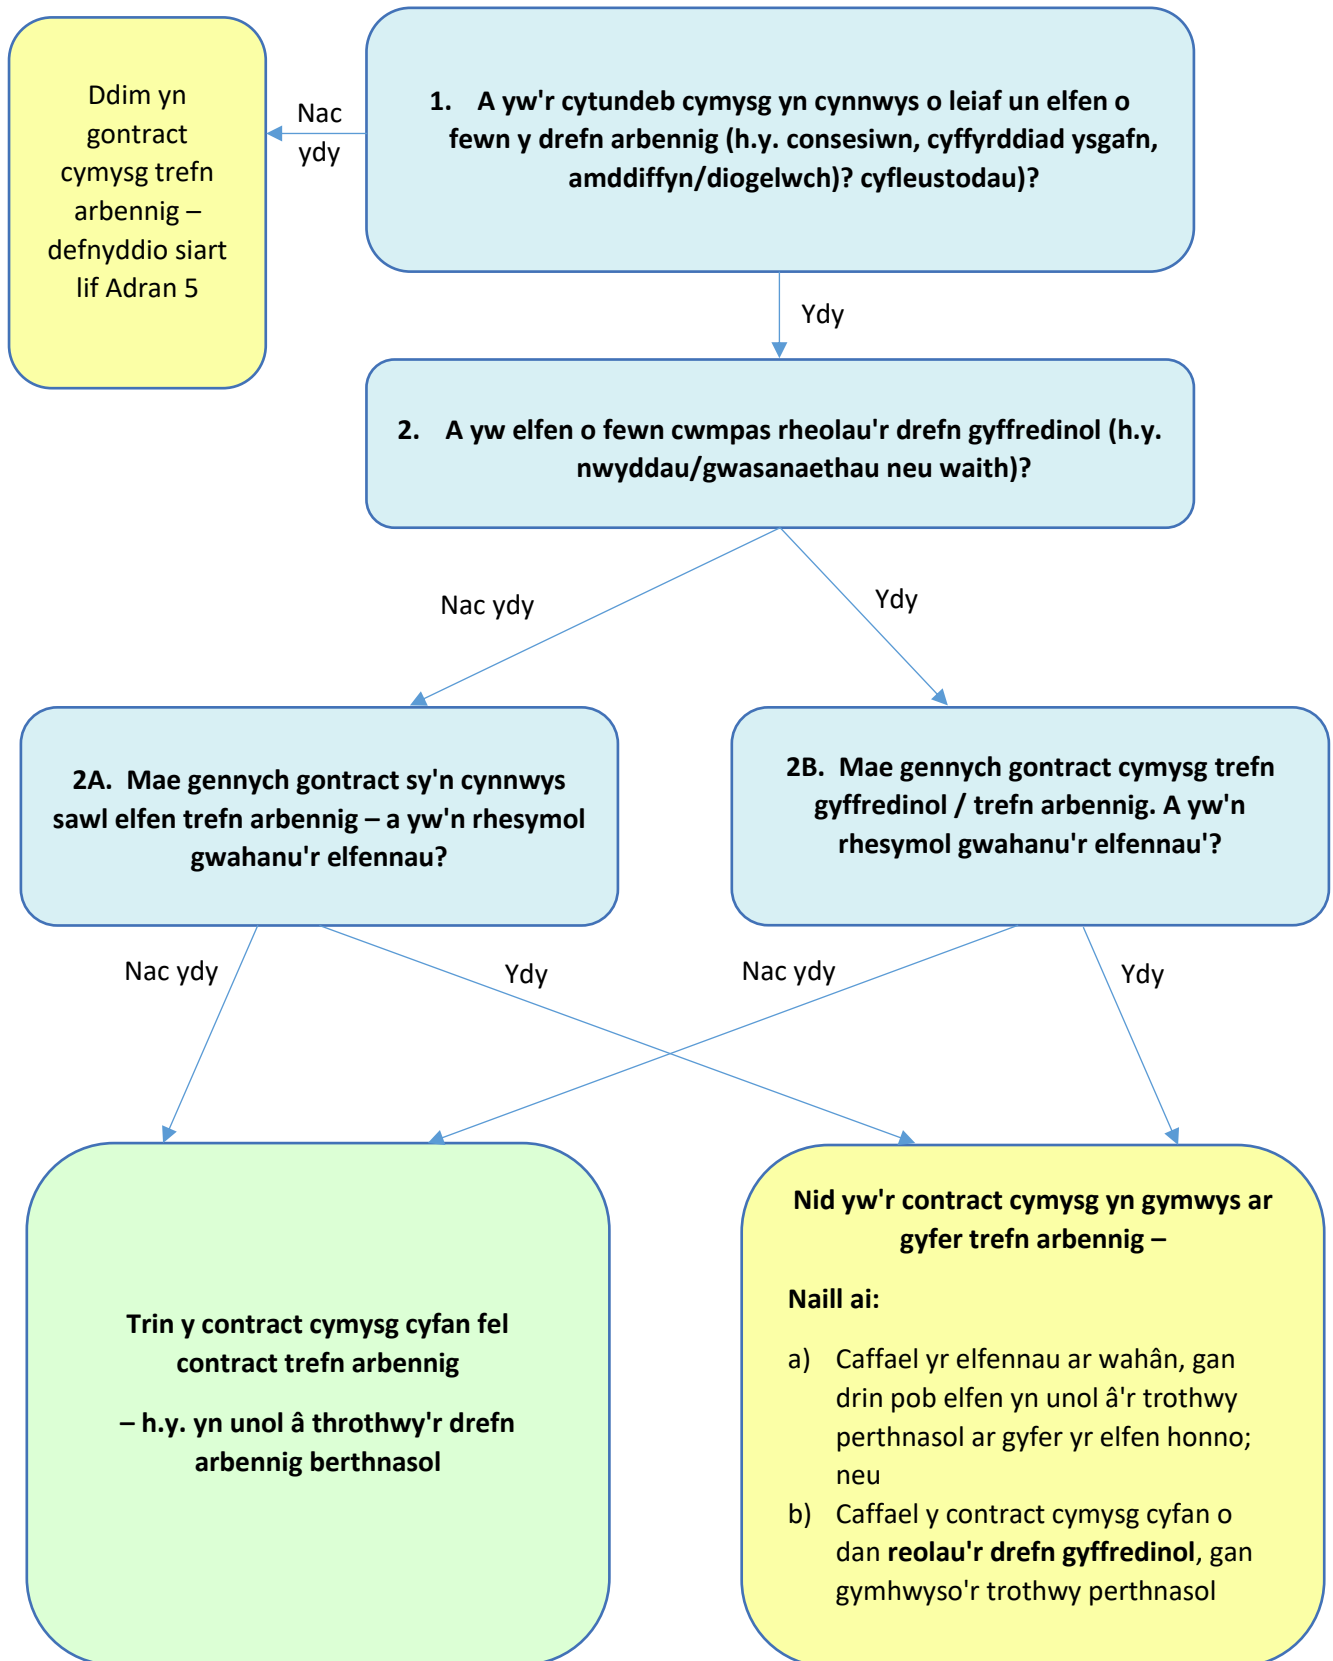 Ddim yn
gontract
cymysg trefn
arbennig –
defnyddio siart
lif Adran 5
Nac
ydy
1. A yw'r cytundeb cymysg yn cynnwys o leiaf un elfen o
fewn y drefn arbennig (h.y. consesiwn, cyffyrddiad ysgafn,
amddiffyn/diogelwch)? cyfleustodau)?
Ydy
2. A yw elfen o fewn cwmpas rheolau'r drefn gyffredinol (h.y.
nwyddau/gwasanaethau neu waith)?
Nac ydy
Ydy
2A. Mae gennych gontract sy'n cynnwys
sawl elfen trefn arbennig – a yw'n rhesymol
gwahanu'r elfennau?
2B. Mae gennych gontract cymysg trefn
gyffredinol / trefn arbennig. A yw'n
rhesymol gwahanu'r elfennau'?
Nac ydy
Ydy
Nac ydy
Ydy
Trin y contract cymysg cyfan fel
contract trefn arbennig
– h.y. yn unol â throthwy'r drefn
arbennig berthnasol
Nid yw'r contract cymysg yn gymwys ar
gyfer trefn arbennig –
Naill ai:
a) Caffael yr elfennau ar wahân, gan
drin pob elfen yn unol â'r trothwy
perthnasol ar gyfer yr elfen honno;
neu
b) Caffael y contract cymysg cyfan o
dan reolau'r drefn gyffredinol, gan
gymhwyso'r trothwy perthnasol